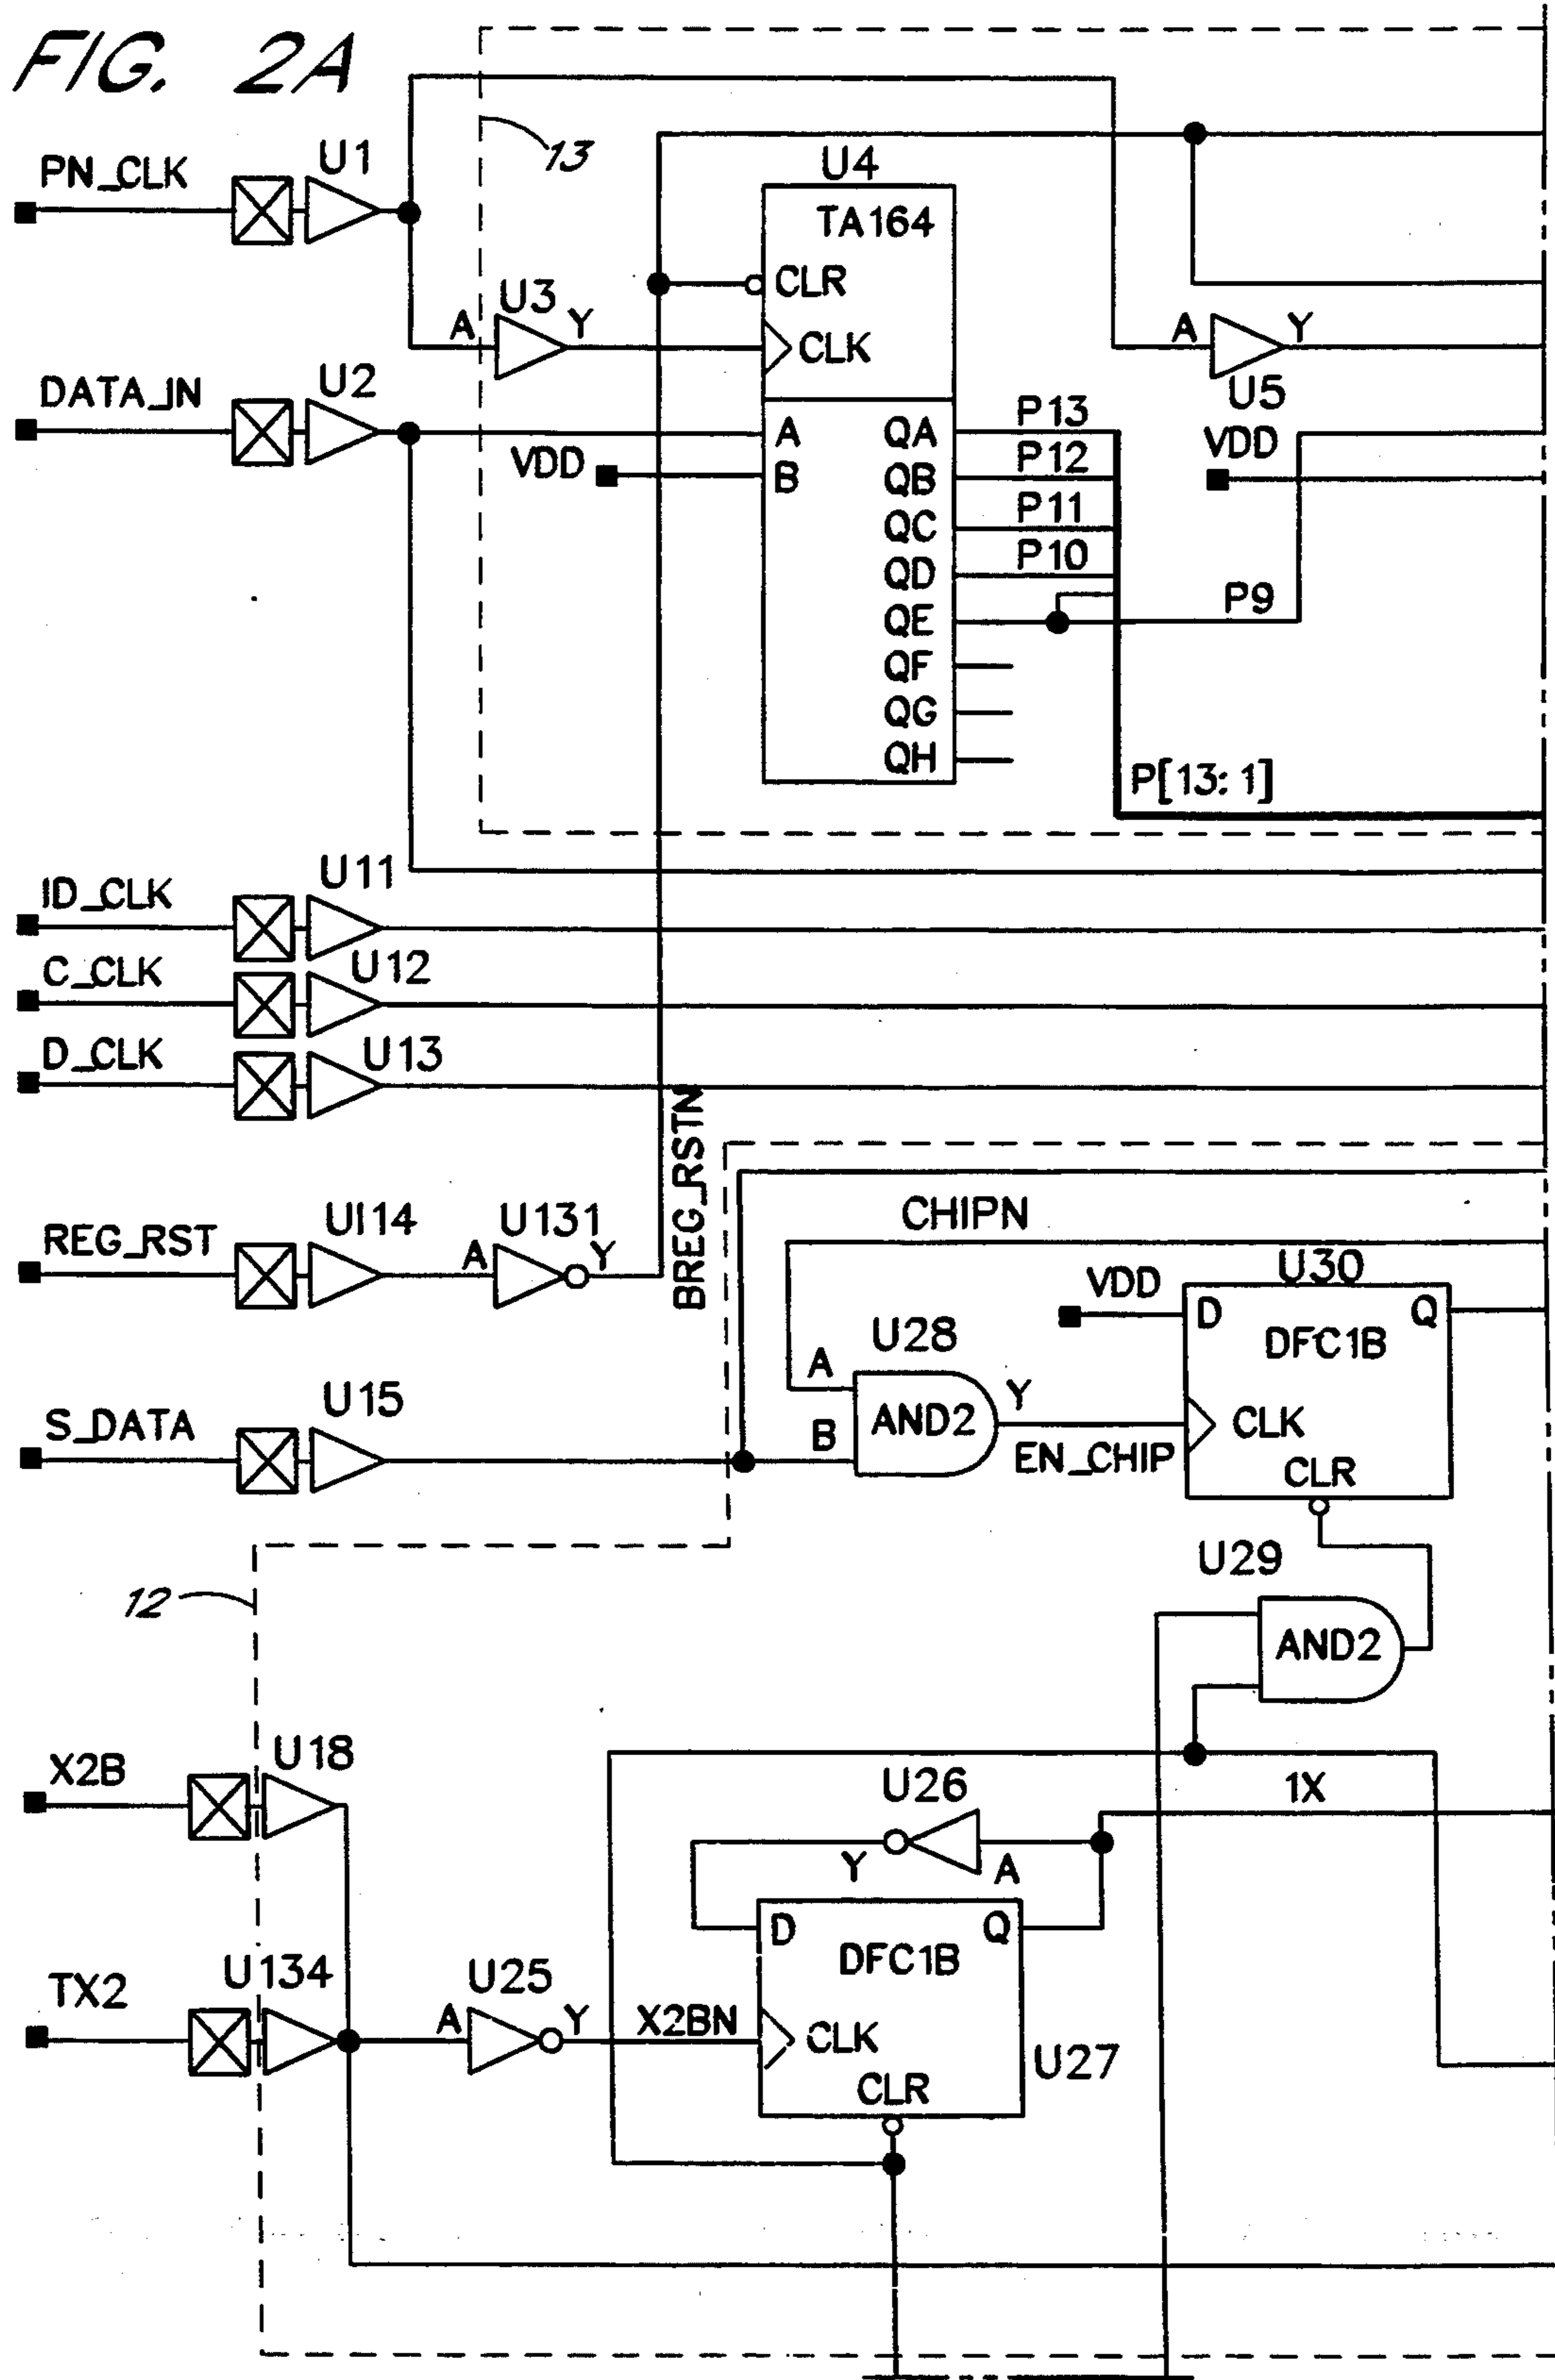 FIG. 2A
PN_CLK
U1
13
U4
TA164
CLR
U3
A
Y
CLK
A
Y
U5
DATA_IN
U2
A
QA
P13
VDD
B
QB
P12
VDD
QC
P11
QD
P10
QE
P9
QF
QG
QH
P[13:1]
ID_CLK
U11
C_CLK
U12
D_CLK
U13
BREG_RSTN
REG_RST
UI14
U131
A
Y
CHIPN
VDD
U30
D
Q
DFC1B
U28
A
Y
AND2
CLK
S_DATA
U15
B
EN_CHIP
CLR
U29
12
AND2
X2B
U18
U26
1X
Y
A
D
Q
DFC1B
TX2
U134
U25
A
Y
X2BN
CLK
U27
CLR